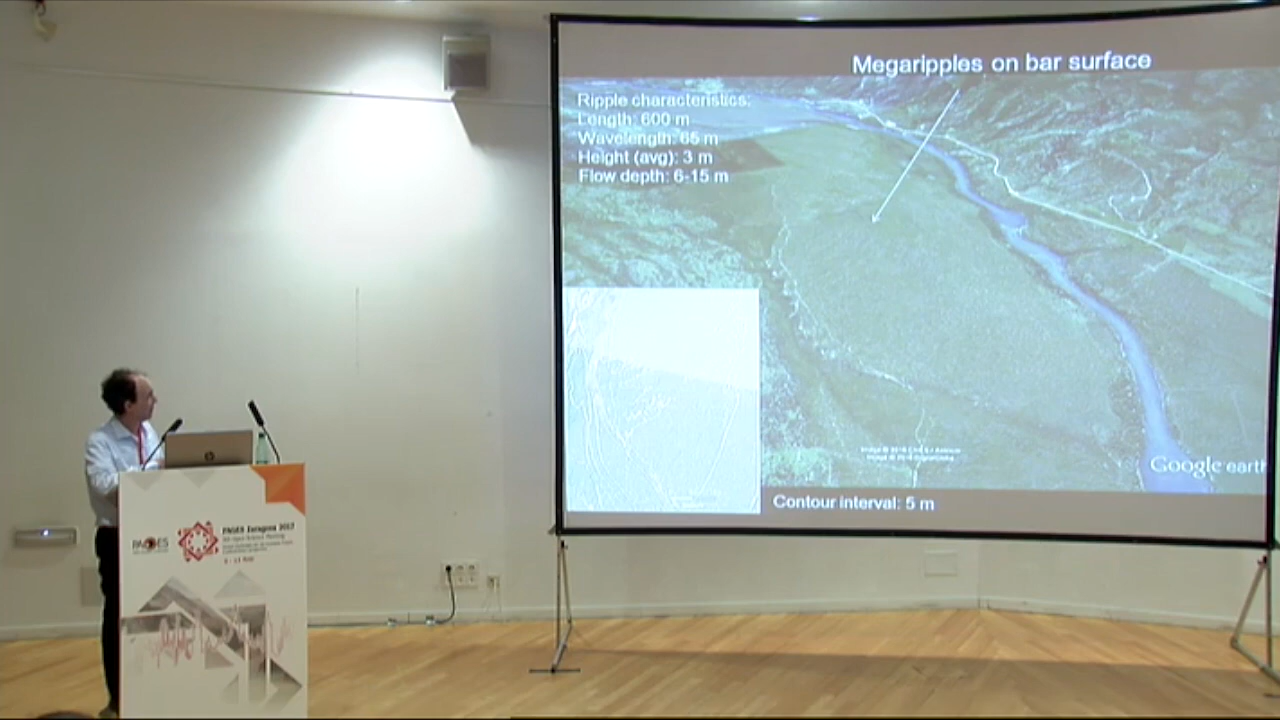 Megaripples on bar surface
Ripple characteristics:
Length: 600 m
Wavelength: 65 m
Height (avg): 3 m
Flow depth: 6-15 m
Google earth
Contour interval: 5 m
PAGES
PAGES Zaragoza 2017